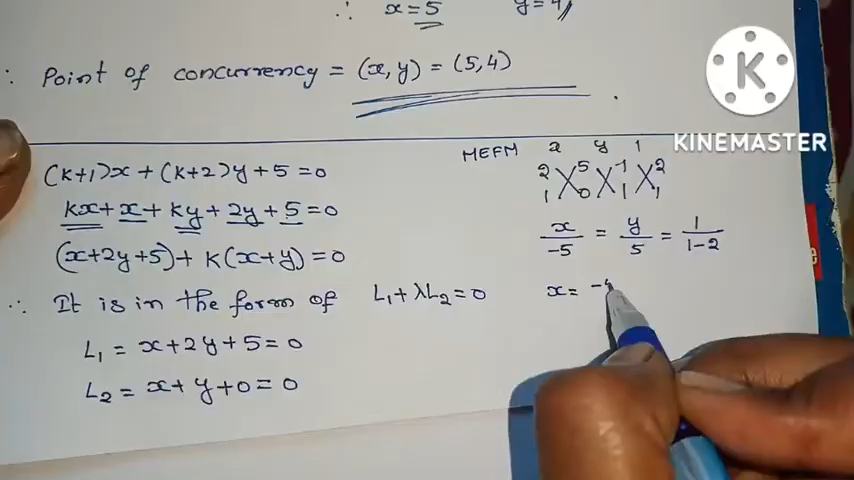 ∴ x=5 y=4//
: Point of concurrency = (x,y) = (5,4)
K
KINEMASTER
(k+1)x + (k+2)y + 5 = 0
kx + x + ky + 2y + 5 = 0
(x+2y+5) + k(x+y) = 0
∴ It is in the form of L₁ + λL₂ = 0
L₁ = x + 2y + 5 = 0
L₂ = x + y + 0 = 0
MEFM x y 1
2 5 1 2
1 0 1 1
x/-5 = y/5 = 1/1-2
x = -